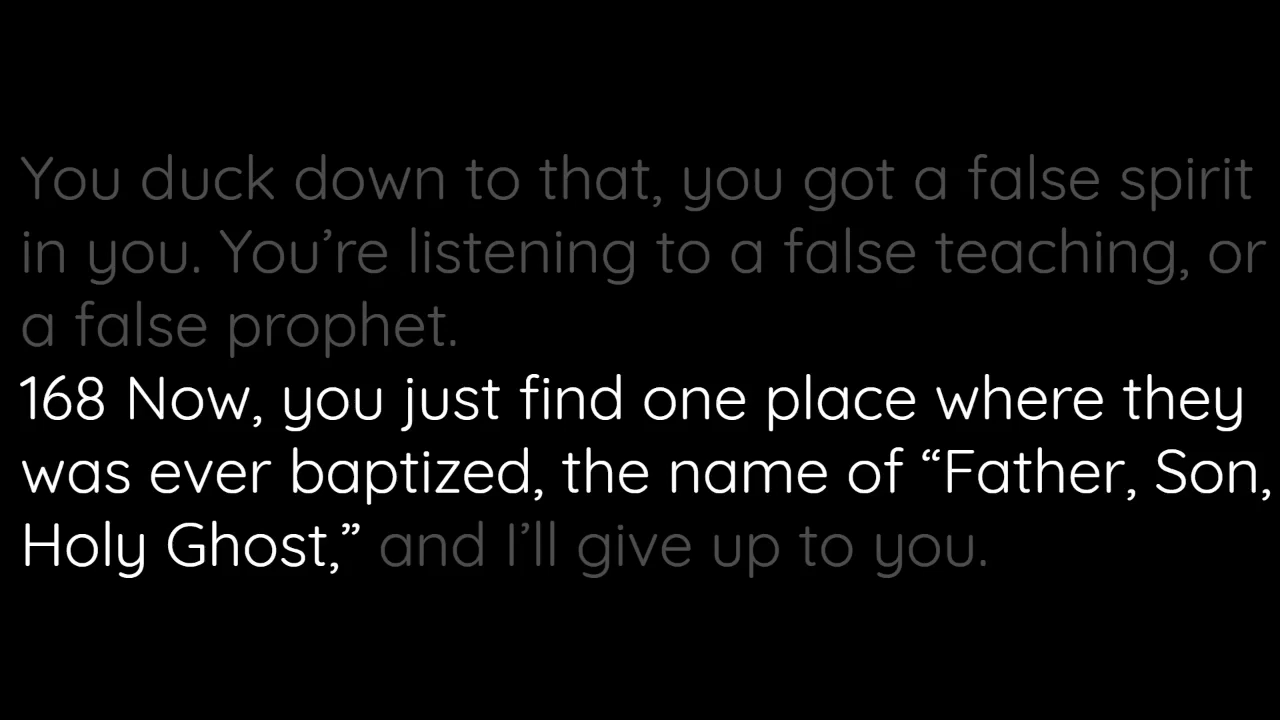 You duck down to that, you got a false spirit
in you. You’re listening to a false teaching, or
a false prophet.
168 Now, you just find one place where they
was ever baptized, the name of “Father, Son,
Holy Ghost,” and I’ll give up to you.